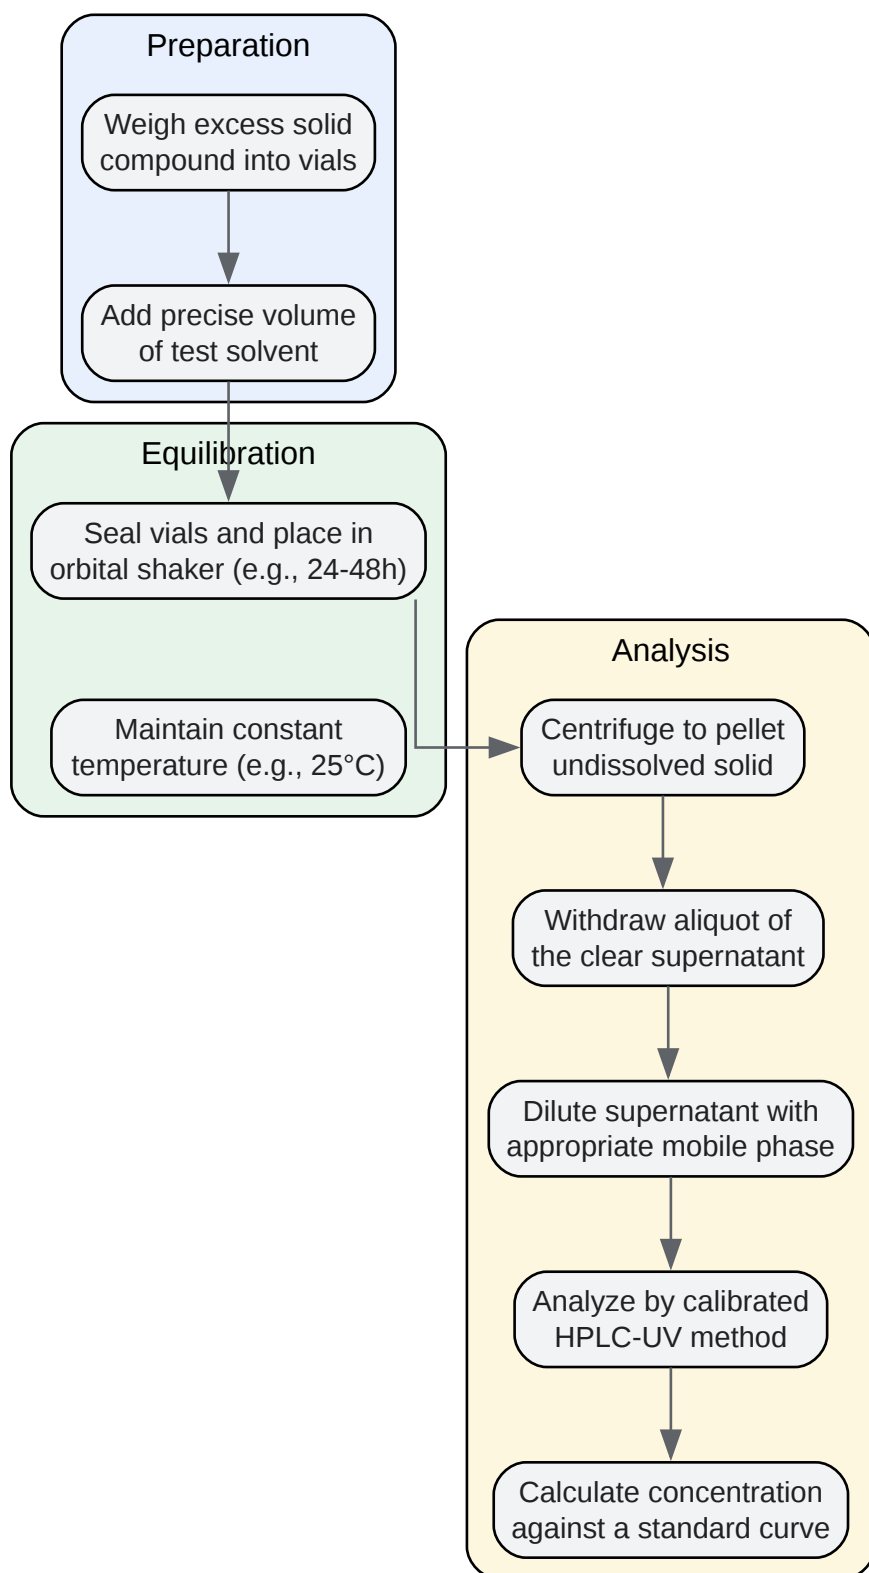 Preparation
Weigh excess solid
compound into vials
Add precise volume
of test solvent
Equilibration
Seal vials and place in
orbital shaker (e.g., 24-48h)
Maintain constant
temperature (e.g., 25°C)
Analysis
Centrifuge to pellet
undissolved solid
Withdraw aliquot of
the clear supernatant
Dilute supernatant with
appropriate mobile phase
Analyze by calibrated
HPLC-UV method
Calculate concentration
against a standard curve